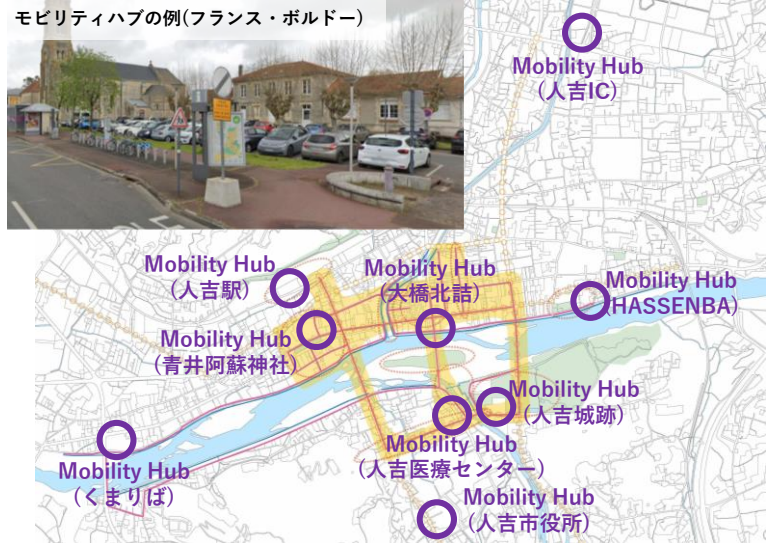 モビリティハブの例(フランス・ボルドー)
Mobility Hub
(人吉IC)
Mobility Hub
(人吉駅)
Mobility Hub
(大橋北詰)
Mobility Hub
(HASSENBA)
Mobility Hub
(青井阿蘇神社)
Mobility Hub
(人吉城跡)
Mobility Hub
(人吉医療センター)
Mobility Hub
(くまりば)
Mobility Hub
(人吉市役所)